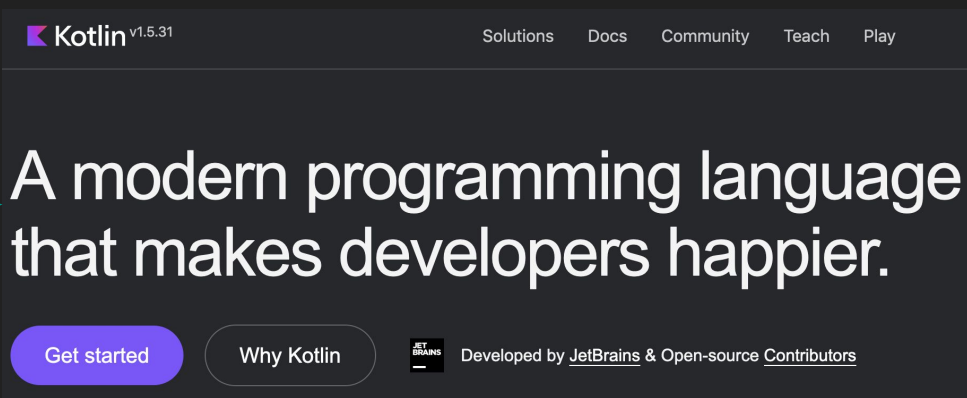 Kotlin v1.5.31
Solutions Docs Community Teach Play
A modern programming language
that makes developers happier.
Get started
Why Kotlin
JET
BRAINS
Developed by JetBrains & Open-source Contributors